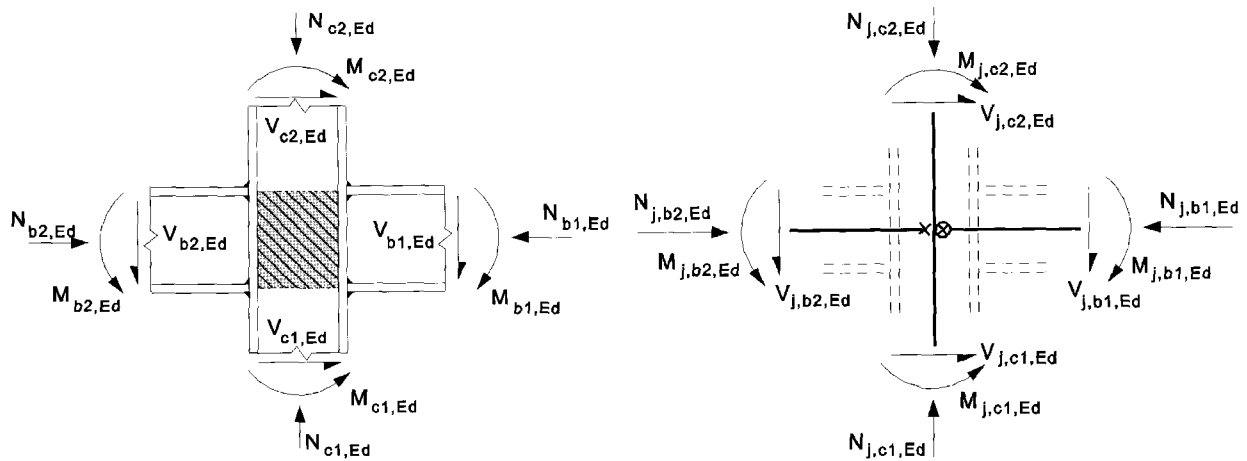 N c2,Ed
M c2,Ed
V c2,Ed
N b2,Ed
V b2,Ed
M b2,Ed
V b1,Ed
N b1,Ed
M b1,Ed
V c1,Ed
M c1,Ed
N c1,Ed
N j,c2,Ed
M j,c2,Ed
V j,c2,Ed
N j,b2,Ed
M j,b2,Ed
V j,b2,Ed
N j,b1,Ed
M j,b1,Ed
V j,b1,Ed
V j,c1,Ed
M j,c1,Ed
N j,c1,Ed